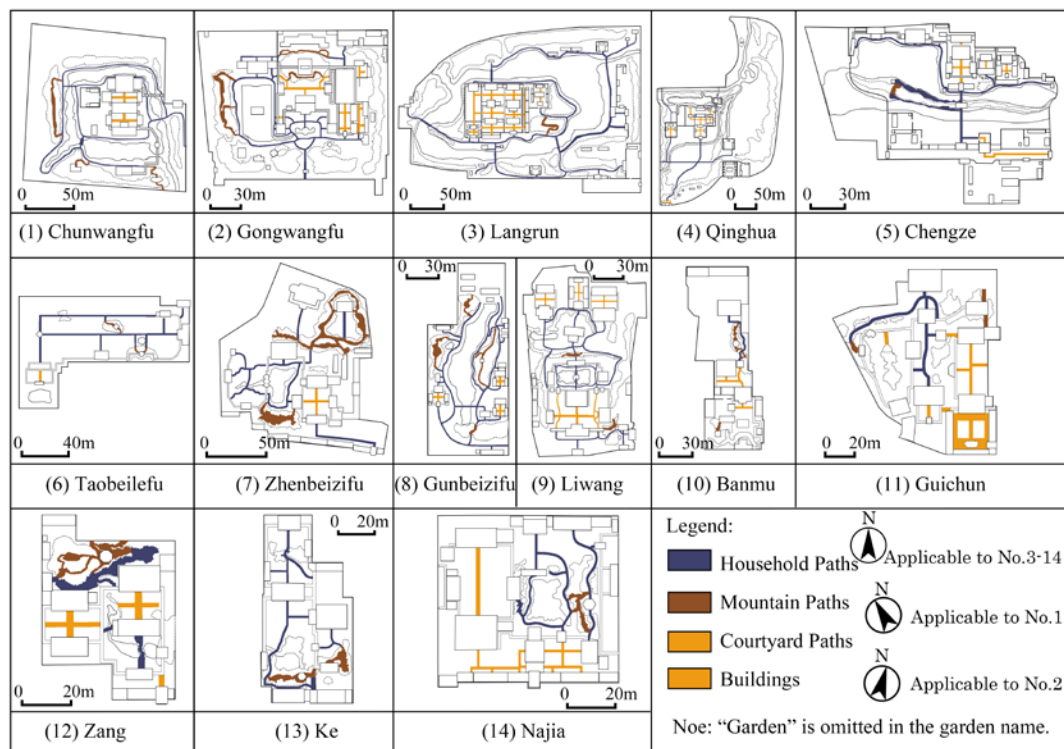 0 50m
(1) Chunwangfu
0 30m
(2) Gongwangfu
0 50m
(3) Langrun
0 50m
(4) Qinghua
0 30m
(5) Chengze
0 40m
(6) Taobeilefu
0 50m
(7) Zhenbeizifu
0 30m
(8) Gunbeizifu
0 30m
(9) Liwang
0 30m
(10) Banmu
0 20m
(11) Guichun
0 20m
(12) Zang
0 20m
(13) Ke
0 20m
(14) Najia
Legend:
Household Paths
Mountain Paths
Courtyard Paths
Buildings
N
Applicable to No.3-14
N
Applicable to No.1
N
Applicable to No.2
Noe: “Garden” is omitted in the garden name.